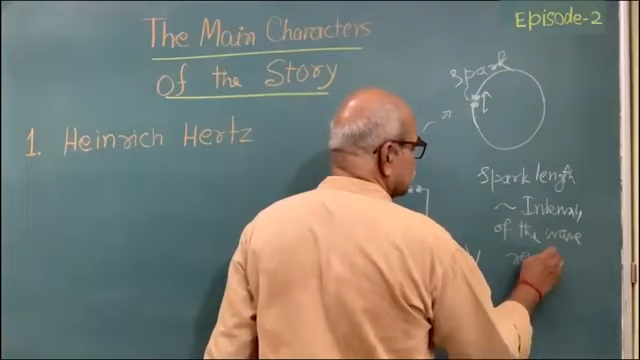 Episode-2
The Main Characters
Of the Story
1. Heinrich Hertz
Spark
Spark length
~ Intensity
of the wave